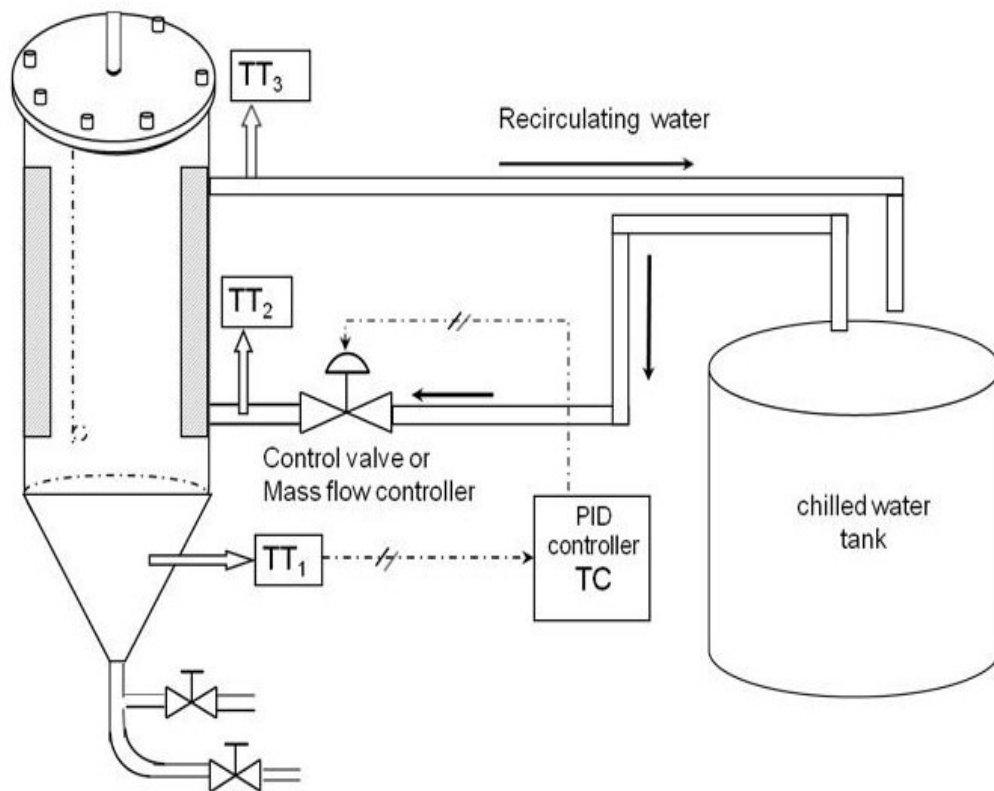 TT₃
Recirculating water
TT₂
Control valve or
Mass flow controller
TT₁
PID
controller
TC
chilled water
tank